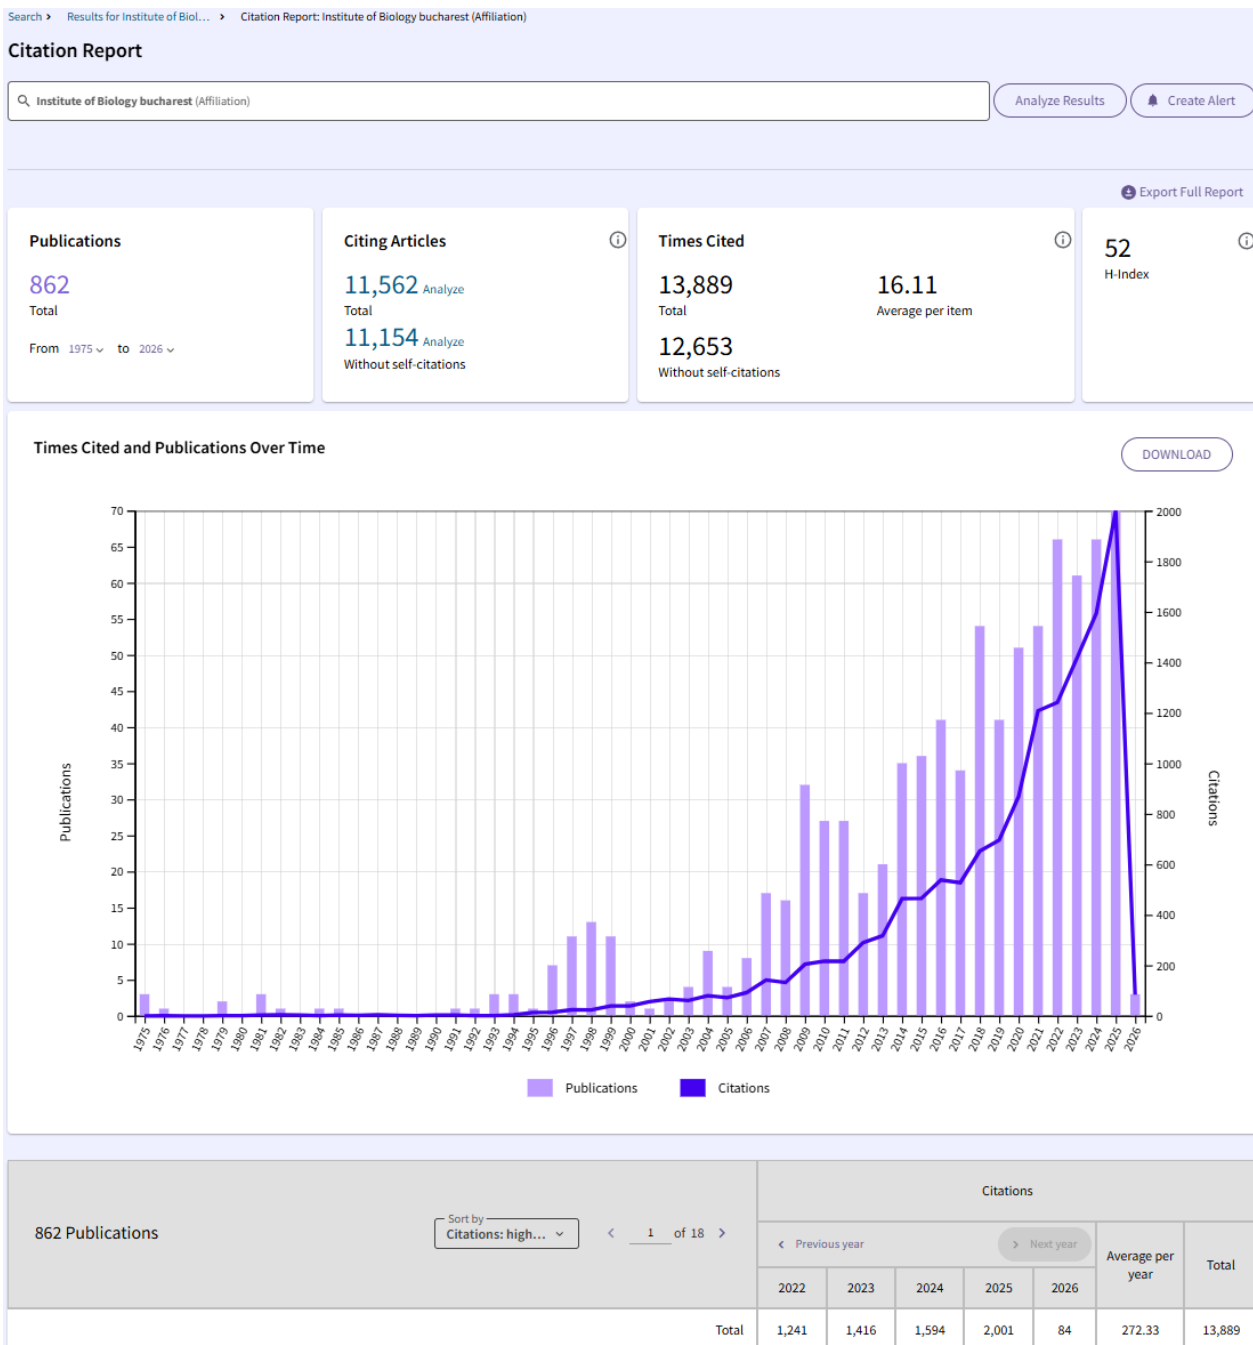 Search › Results for Institute of Biol... › Citation Report: Institute of Biology bucharest (Affiliation)
Citation Report
Institute of Biology bucharest (Affiliation)
Analyze Results
Create Alert
Export Full Report
Publications
862
Total
From 1975 to 2026
Citing Articles
11,562 Analyze
Total
11,154 Analyze
Without self-citations
Times Cited
13,889
Total
16.11
Average per item
12,653
Without self-citations
52
H-Index
Times Cited and Publications Over Time
DOWNLOAD
70
65
60
55
50
45
40
35
30
25
20
15
10
5
0
Publications
2000
1800
1600
1400
1200
1000
800
600
400
200
0
Citations
1975 1976 1977 1978 1979 1980 1981 1982 1983 1984 1985 1986 1987 1988 1989 1990 1991 1992 1993 1994 1995 1996 1997 1998 1999 2000 2001 2002 2003 2004 2005 2006 2007 2008 2009 2010 2011 2012 2013 2014 2015 2016 2017 2018 2019 2020 2021 2022 2023 2024 2025 2026
Publications Citations
862 Publications
Sort by
Citations: high...
‹ 1 of 18 ›
Citations
‹ Previous year
› Next year
Average per year
Total
2022 2023 2024 2025 2026
Total 1,241 1,416 1,594 2,001 84 272.33 13,889